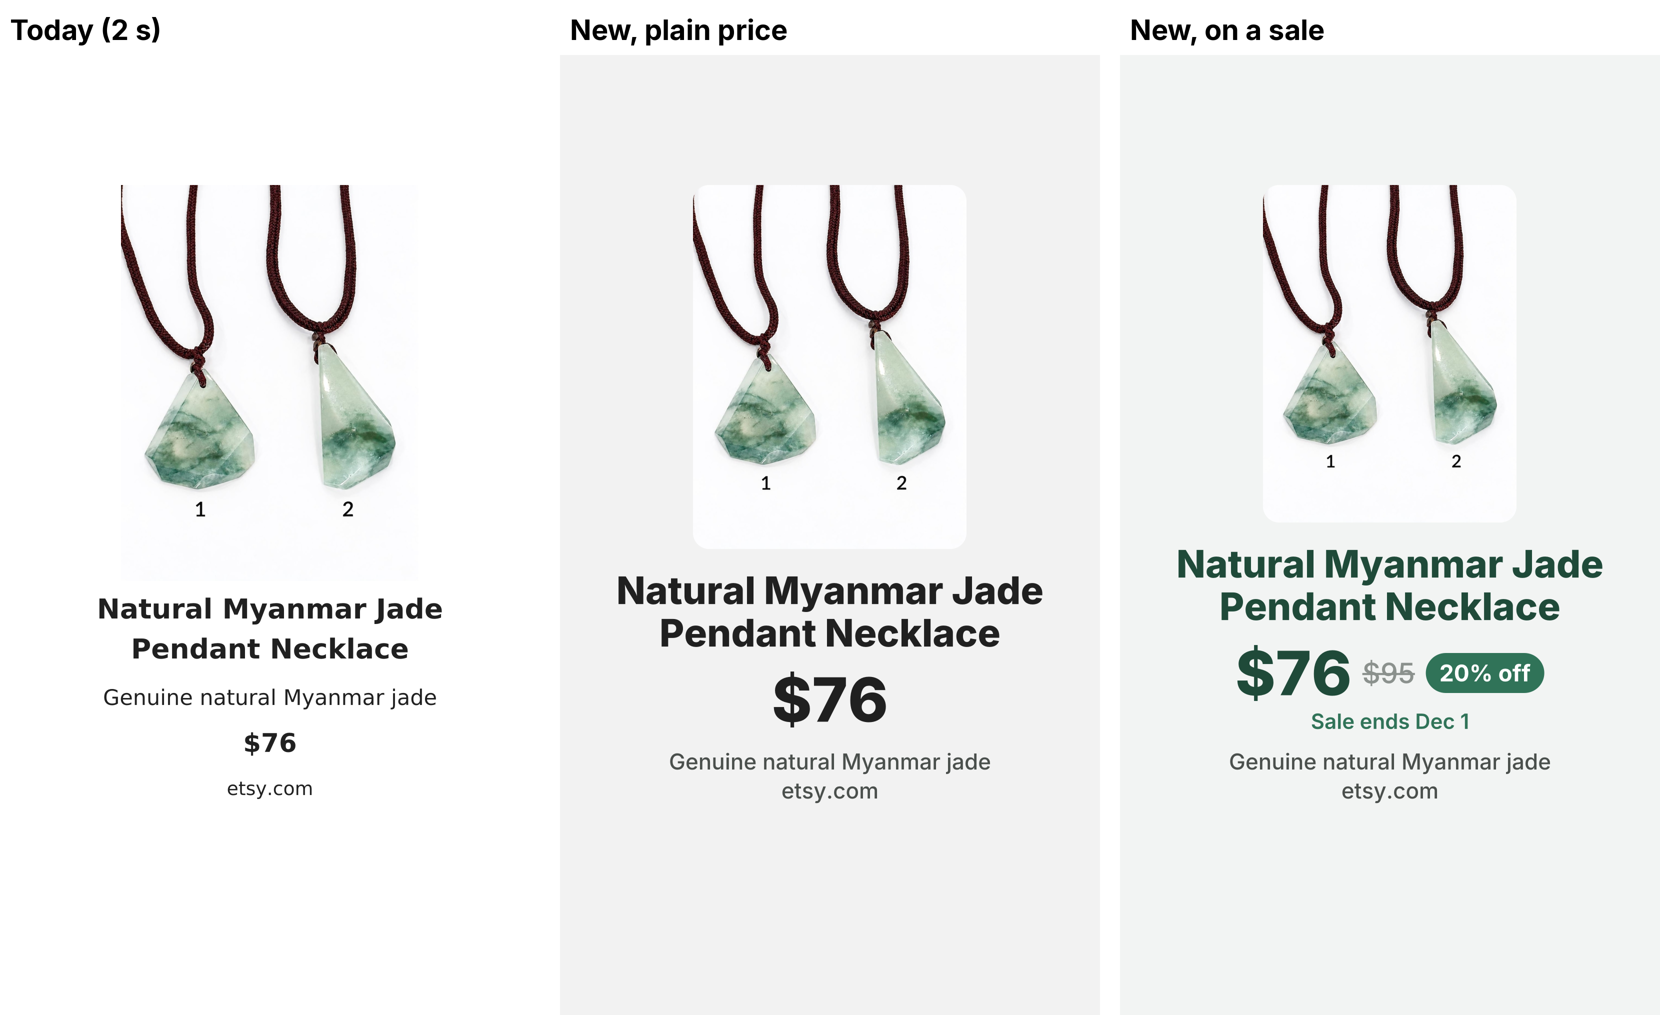 Today (2 s)
1
2
Natural Myanmar Jade
Pendant Necklace
Genuine natural Myanmar jade
$76
etsy.com
New, plain price
1
2
Natural Myanmar Jade
Pendant Necklace
$76
Genuine natural Myanmar jade
etsy.com
New, on a sale
1
2
Natural Myanmar Jade
Pendant Necklace
$76 $95 20% off
Sale ends Dec 1
Genuine natural Myanmar jade
etsy.com